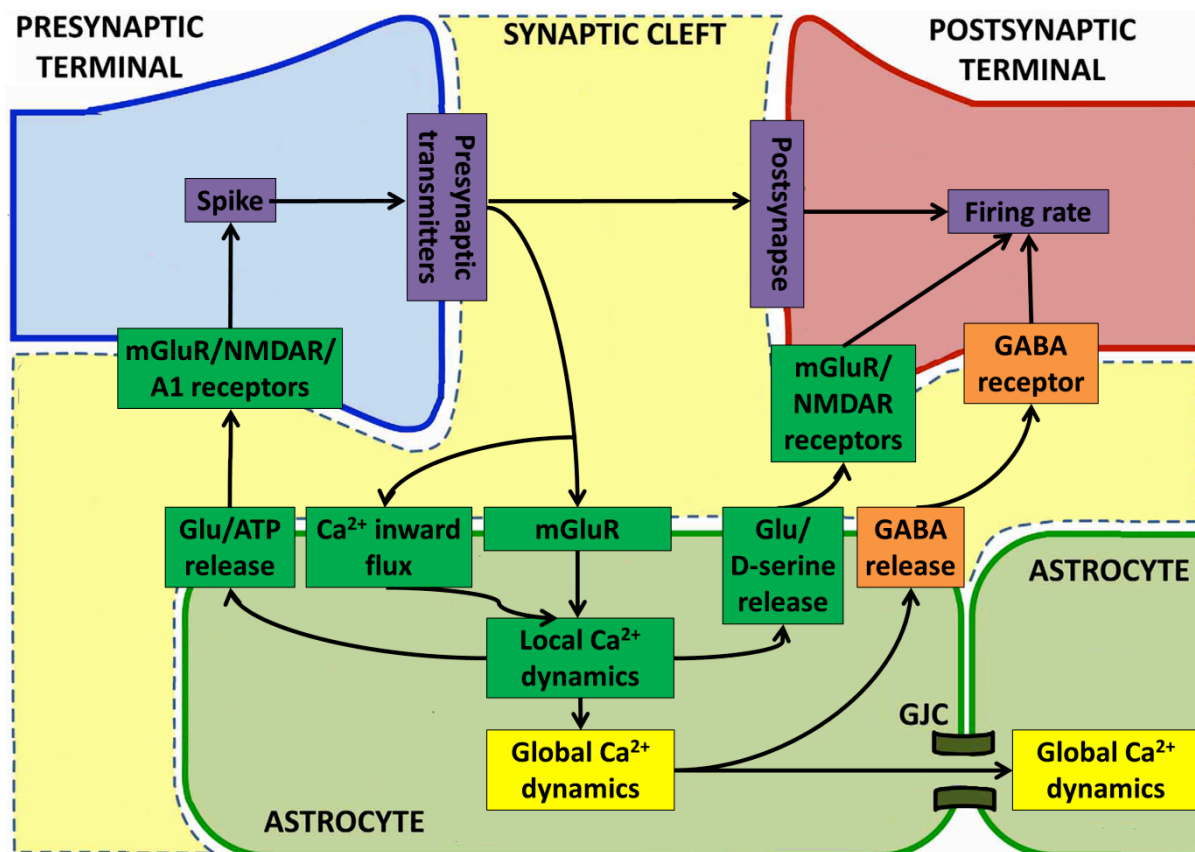 PRESYNAPTIC
TERMINAL
SYNAPTIC CLEFT
POSTSYNAPTIC
TERMINAL
Spike
Presynaptic
transmitters
Postsynapse
Firing rate
mGluR/NMDAR/
A1 receptors
mGluR/
NMDAR
receptors
GABA
receptor
Glu/ATP
release
Ca²⁺ inward
flux
mGluR
Glu/
D-serine
release
GABA
release
ASTROCYTE
Local Ca²⁺
dynamics
GJC
Global Ca²⁺
dynamics
Global Ca²⁺
dynamics
ASTROCYTE